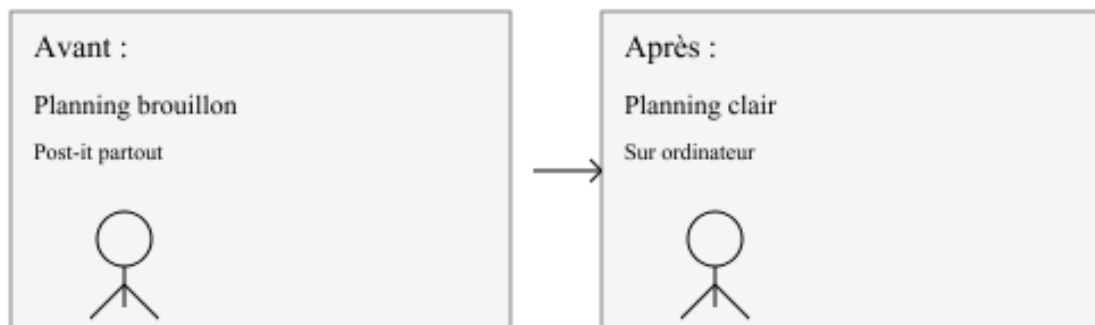 Avant :
Planning brouillon
Post-it partout
Après :
Planning clair
Sur ordinateur